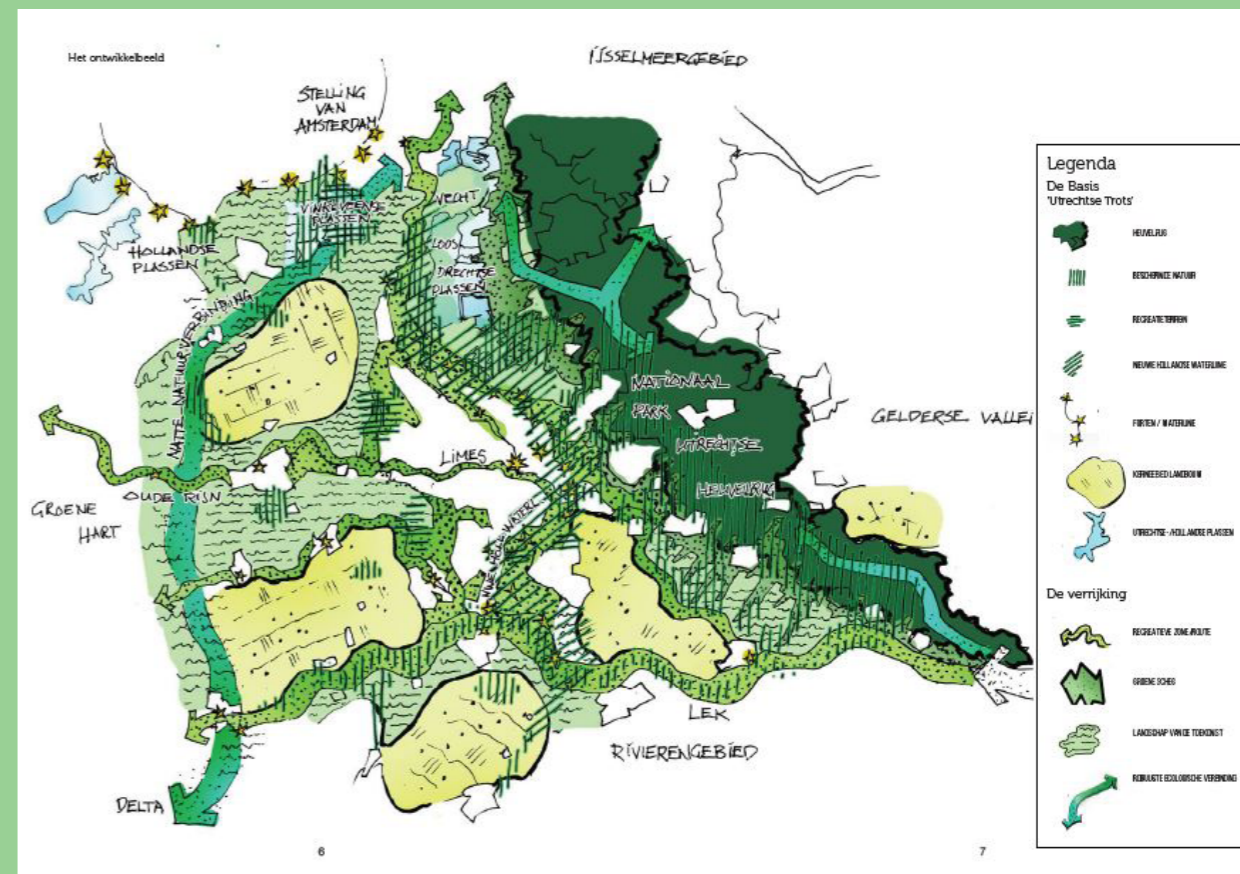 Het ontwikkelbeeld
IJSSELMEERGEBIED
STELLING
VAN
AMSTERDAM
VINKEVEENSE
PLASSEN
VECHT
LOOS
DRECHTSE
PLASSEN
HOLLANDSE
PLASSEN
NATTE NATUURVERBINDING
NATIONAAL
PARK
UTRECHTSE
HEUVELRUG
GELDERSE VALLEI
LIMES
OUDE RIJN
GROENE
HART
LEK
RIVIERENGEBIED
DELTA
6
7
Legenda
De Basis
'Utrechtse Trots'
HEUVELRUG
BESCHERMDE NATUUR
RECREATIETERREIN
NIEUWE HOLLANDSE WATERLINIE
FORTEN / WATERLINIE
KERNGEBIED LANDBOUW
UTRECHTSE-/HOLLANDSE PLASSEN
De verrijking
RECREATIEVE ZONE/ROUTE
GROENE SCHEG
LANDSCHAP VAN DE TOEKOMST
ROBUUSTE ECOLOGISCHE VERBINDING